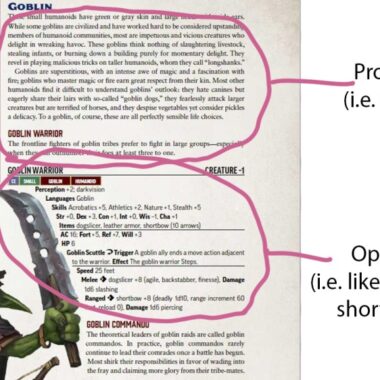 GOBLIN
These small humanoids have green or gray skin and large
While some goblins are civilized and have worked hard to be considered upstanding
members of humanoid communities, most are impetuous and vicious creatures who
delight in wreaking havoc. These goblins think nothing of slaughtering livestock,
stealing infants, or burning down a building purely for momentary delight. They
revel in playing malicious tricks on taller humanoids, whom they call "longshanks."
Goblins are superstitious, with an intense awe of magic and a fascination with
fire; goblins who master magic or fire earn great respect from their kin. Most other
humanoids find it difficult to understand goblins' outlook: they hate canines but
eagerly share their lairs with so-called "goblin dogs," they fearlessly attack larger
creatures but are terrified of horses, and they despise vegetables yet consider pickles
a delicacy. To a goblin, of course, these are all perfectly sensible life choices.
Pro
(i.e.
GOBLIN WARRIOR
The frontline fighters of goblin tribes prefer to fight in large groups—especially
when they can outnumber their foes at least three to one.
GOBLIN WARRIOR CREATURE –1
CE SMALL GOBLIN HUMANOID
Perception +2; darkvision
Languages Goblin
Skills Acrobatics +5, Athletics +2, Nature +1, Stealth +5
Str +0, Dex +3, Con +1, Int +0, Wis –1, Cha +1
Items dogslicer, leather armor, shortbow (10 arrows)
AC 16; Fort +5, Ref +7, Will +3
HP 6
Goblin Scuttle Trigger A goblin ally ends a move action adjacent
to the warrior. Effect The goblin warrior Steps.
Speed 25 feet
Melee dogslicer +8 (agile, backstabber, finesse), Damage
1d6 slashing
Ranged shortbow +8 (deadly 1d10, range increment 60
feet, reload 0), Damage 1d6 piercing
Op
(i.e. like
shor
GOBLIN COMMANDO
The theoretical leaders of goblin raids are called goblin
commandos. In practice, goblin commandos rarely
continue to lead their comrades once a battle has begun.
Most shirk their responsibilities in favor of wading into
the fray and claiming more glory from their tribemates.